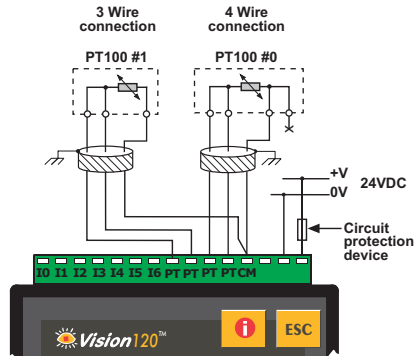 3 Wire
connection
4 Wire
connection
PT100 #1
PT100 #0
+V
0V
24VDC
Circuit
protection
device
I0 I1 I2 I3 I4 I5 I6 PT PT PT PT CM
Vision120™
i
ESC